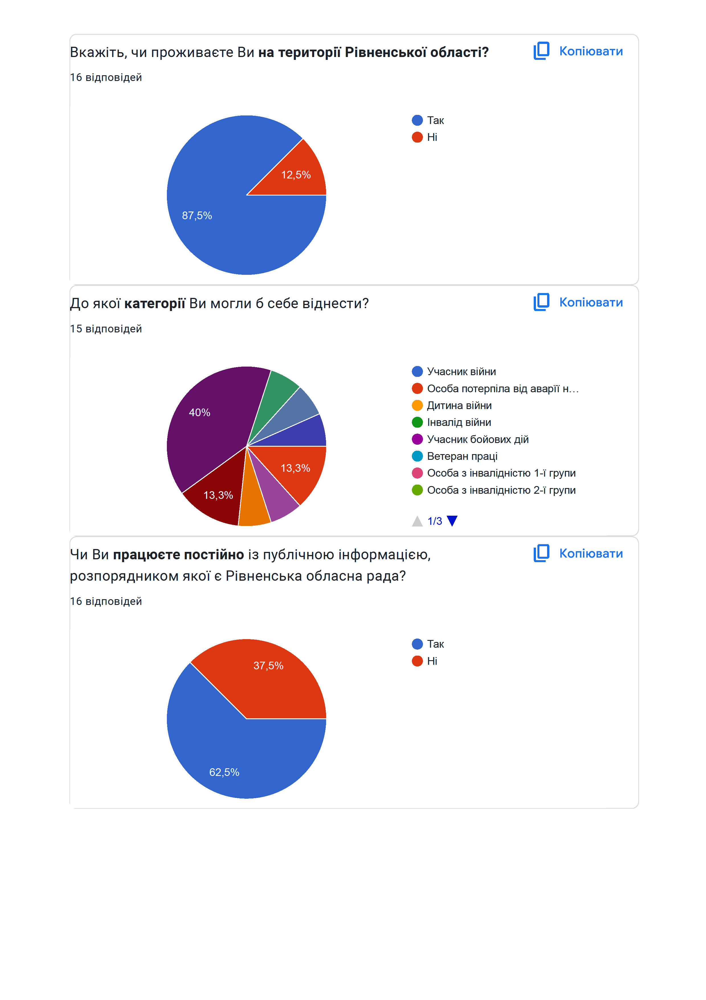 Вкажіть, чи проживаєте Ви на території Рівненської області?
Копіювати
16 відповідей
Так
Ні
12,5%
87,5%
До якої категорії Ви могли б себе віднести?
Копіювати
15 відповідей
Учасник війни
Особа потерпіла від аваріїї н…
Дитина війни
Інвалід війни
Учасник бойових дій
Ветеран праці
Особа з інвалідністю 1-ї групи
Особа з інвалідністю 2-ї групи
1/3
40%
13,3%
13,3%
Чи Ви працюєте постійно із публічною інформацією,
розпорядником якої є Рівненська обласна рада?
Копіювати
16 відповідей
Так
Ні
37,5%
62,5%